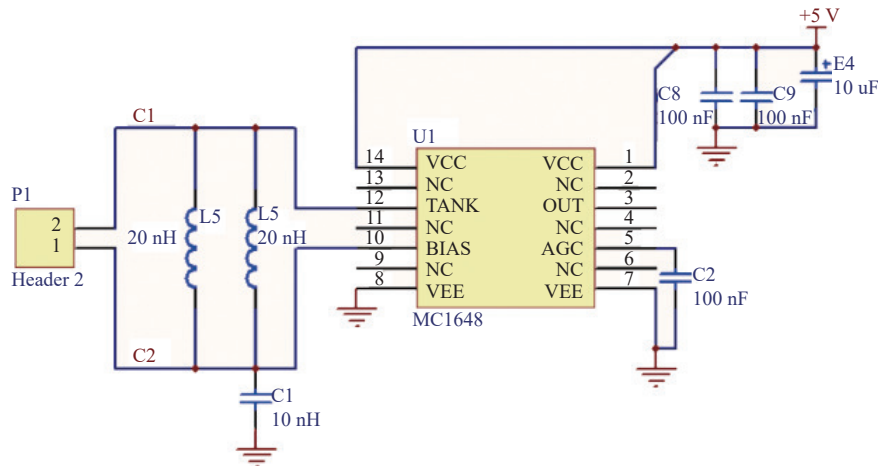 +5 V
E4
10 uF
C8
100 nF
C9
100 nF
C1
U1
14 VCC VCC 1
13 NC NC 2
12 TANK OUT 3
11 NC NC 4
10 BIAS AGC 5
9 NC NC 6
8 VEE VEE 7
MC1648
P1
2
1
Header 2
L5
20 nH
L5
20 nH
C2
100 nF
C2
C1
10 nH